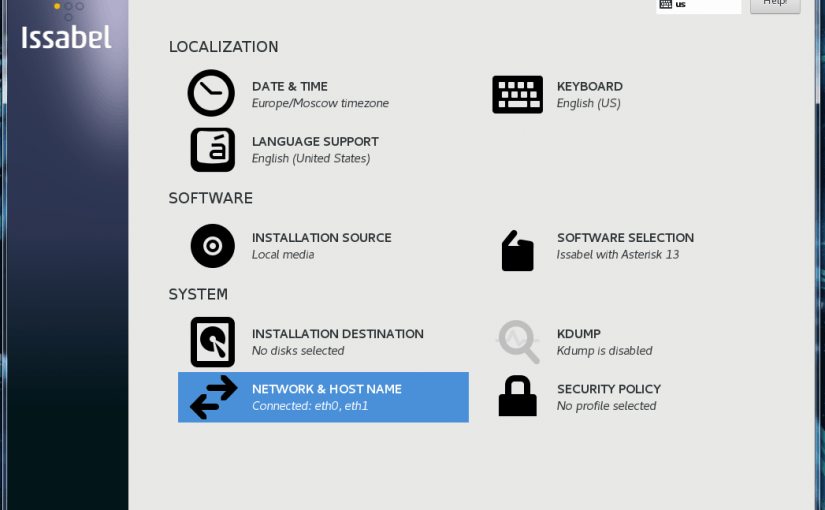 us
Help!
Issabel
LOCALIZATION
DATE & TIME
Europe/Moscow timezone
KEYBOARD
English (US)
LANGUAGE SUPPORT
English (United States)
SOFTWARE
INSTALLATION SOURCE
Local media
SOFTWARE SELECTION
Issabel with Asterisk 13
SYSTEM
INSTALLATION DESTINATION
No disks selected
KDUMP
Kdump is disabled
NETWORK & HOST NAME
Connected: eth0, eth1
SECURITY POLICY
No profile selected